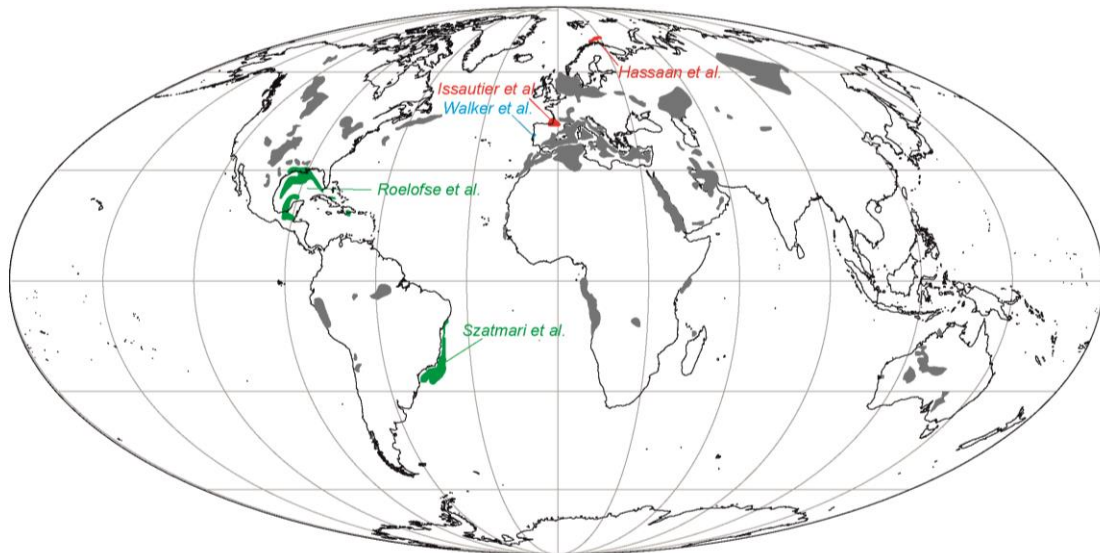 Hassaan et al.
Issautier et al
Walker et al.
Roelofse et al.
Szatmari et al.